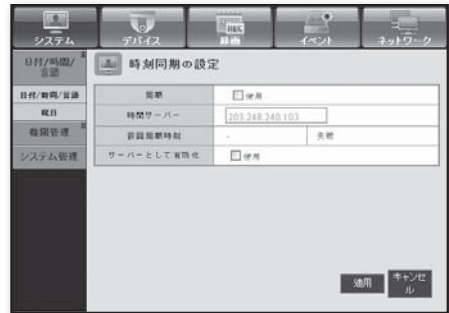 システム
デバイス
REC
録画
イベント
ネットワーク
日付/時間/
言語
時刻同期の設定
日付/時間/言語
祝日
権限管理
システム管理
同期
使用
時間サーバー
203.248.240.103
前回同期時刻
-
失敗
サーバーとして有効化
使用
適用
キャンセ
ル